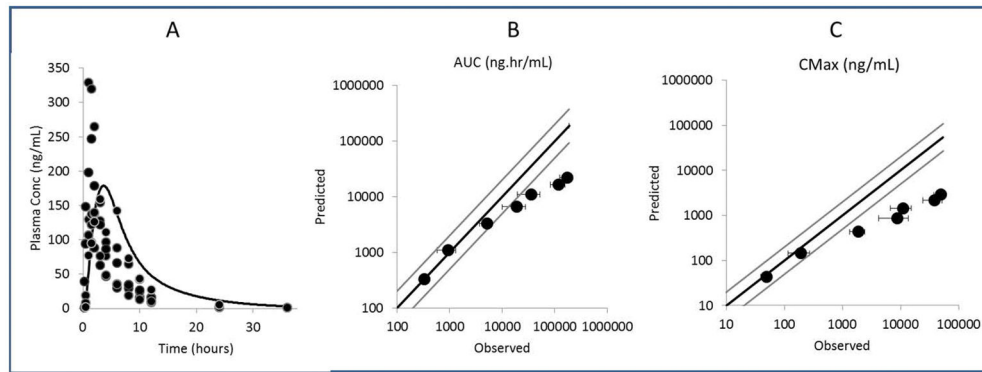 A
350
300
250
200
150
100
50
0
Plasma Conc (ng/mL)
0 10 20 30
Time (hours)
B
AUC (ng.hr/mL)
1000000
100000
10000
1000
100
Predicted
100 1000 10000 100000 1000000
Observed
C
CMax (ng/mL)
1000000
100000
10000
1000
100
10
Predicted
10 100 1000 10000 100000
Observed